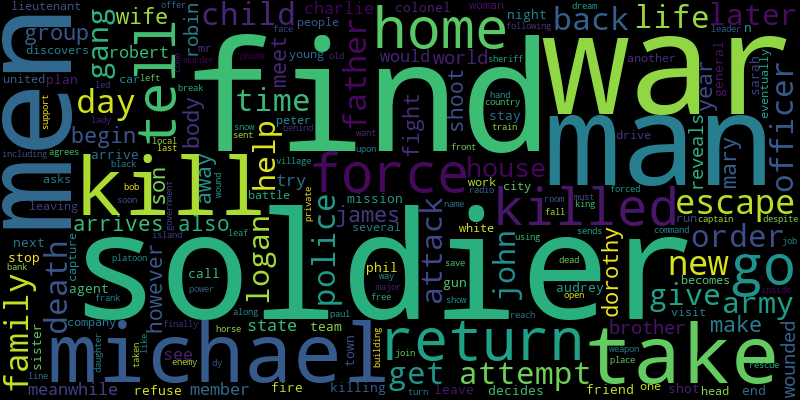 lieutenant
offer
wife
child
charlie
colonel
woman
dream
following
men
group
discovers
gang
robert
robin
mr
people
night
young
meet
face
murder
phone
old
find
home
back
life
later
war
leader
n
another
sheriff
general
sarah
eventually
united
plan
car
left
led
tell
break
father
would
world
shoot
year
officer
support
day
lady
come
body
time
snow
sent
peter
behind
hand
country
stay
train
want
upon
front
fight
man
reveals
mary
drive
including
agrees
begin
arrive
local
last
black
son
away
help
village
try
battle
force
house
asks
leaving
kill
bob
soon
wound
government
mission
several
james
work
radio
name
city
room
fall
must
king
forced
killed
white
escape
run
captain
despite
arrives
also
private
police
attack
john
soldier
using
sends
command
becomes
job
order
next
stop
bank
family
death
capture
platoon
agent
frank
however
island
leaf
call
power
logan
phil
way
major
free
gun
save
show
dead
audrey
open
dorothy
new
go
give
visit
army
inside
company
sister
line
daughter
finally
along
state
team
paul
reach
brother
make
michael
taken
like
horse
see
town
building
return
take
weapon
place
rescue
wounded
meanwhile
enemy
dy
refuse
member
killing
fire
get
turn
join
leave
attempt
decides
friend
one
shot
head
end